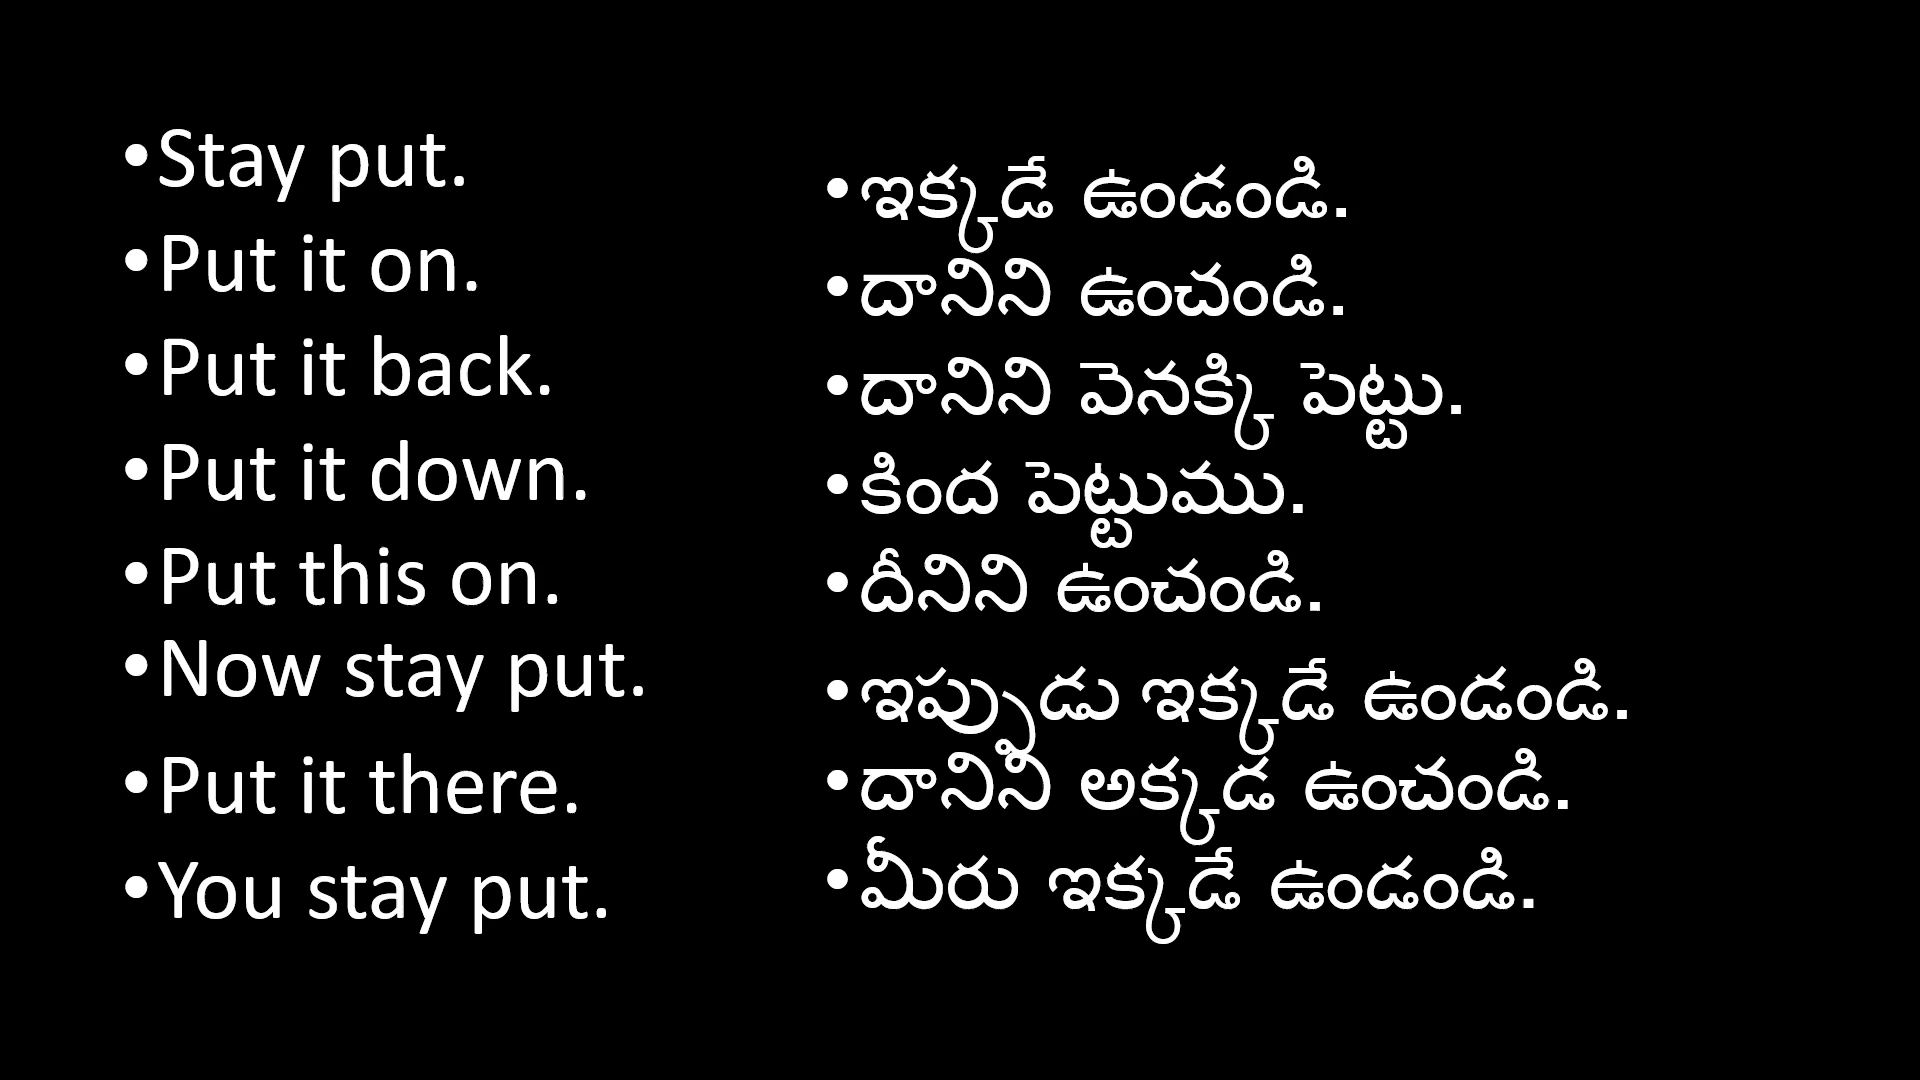 •Stay put.
•Put it on.
•Put it back.
•Put it down.
•Put this on.
•Now stay put.
•Put it there.
•You stay put.
•ఇక్కడే ఉండండి.
•దానిని ఉంచండి.
•దానిని వెనక్కి పెట్టు.
•కింద పెట్టుము.
•దీనిని ఉంచండి.
•ఇప్పుడు ఇక్కడే ఉండండి.
•దానిని అక్కడ ఉంచండి.
•మీరు ఇక్కడే ఉండండి.